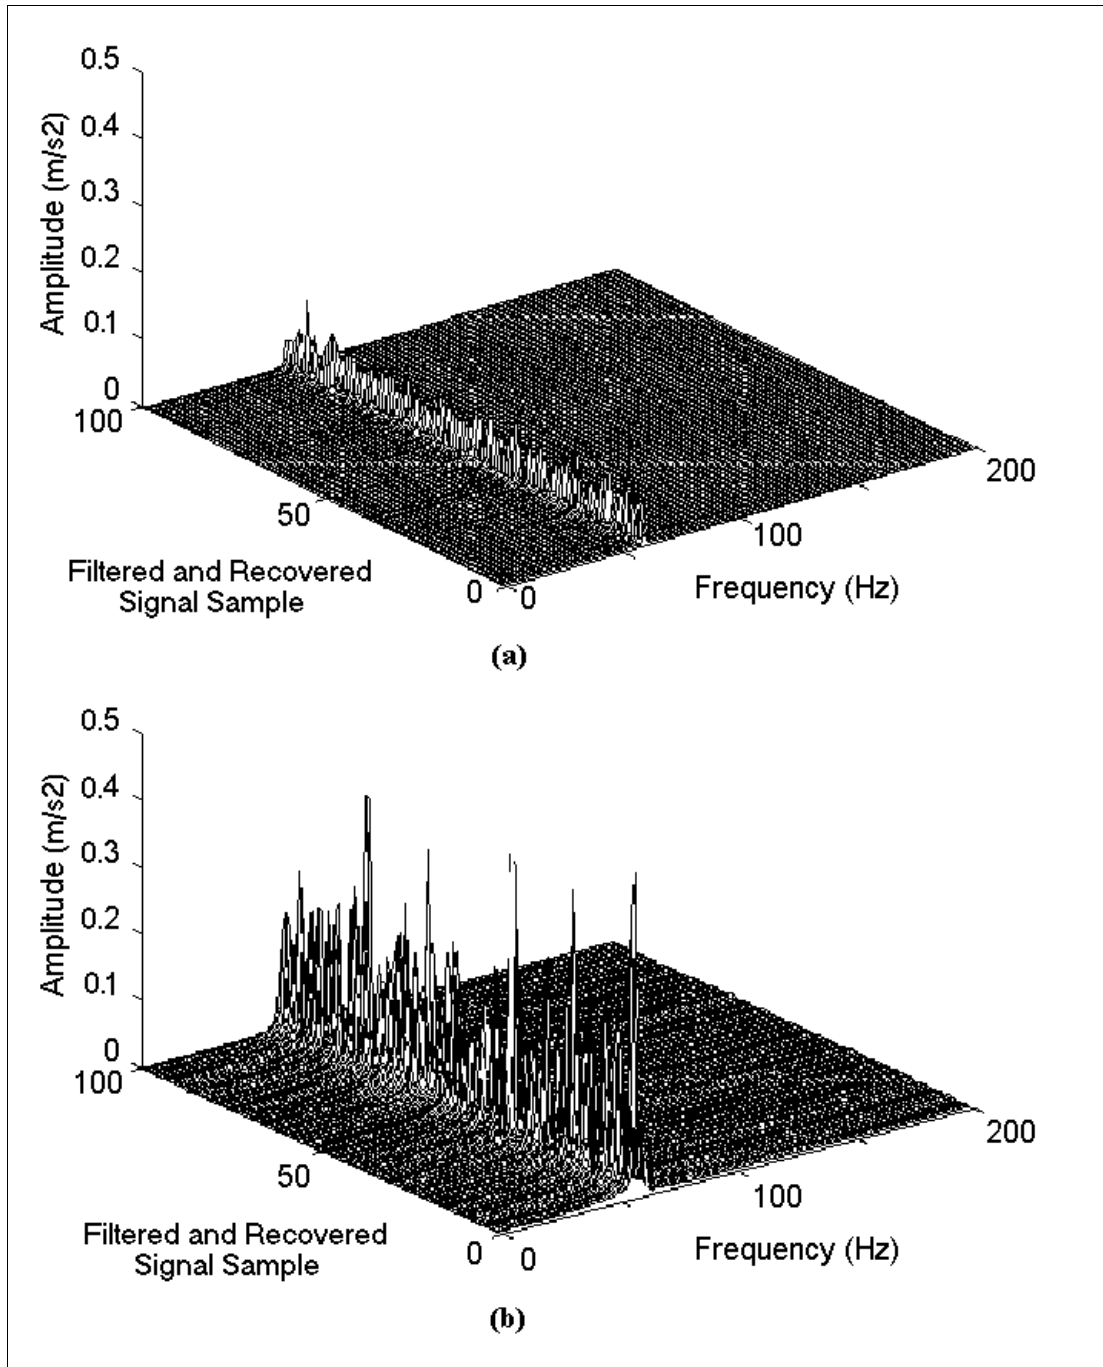 0.5
0.4
0.3
0.2
0.1
0
100
50
0
0
100
200
Amplitude (m/s2)
Filtered and Recovered
Signal Sample
Frequency (Hz)
(a)
0.5
0.4
0.3
0.2
0.1
0
100
50
0
0
100
200
Amplitude (m/s2)
Filtered and Recovered
Signal Sample
Frequency (Hz)
(b)